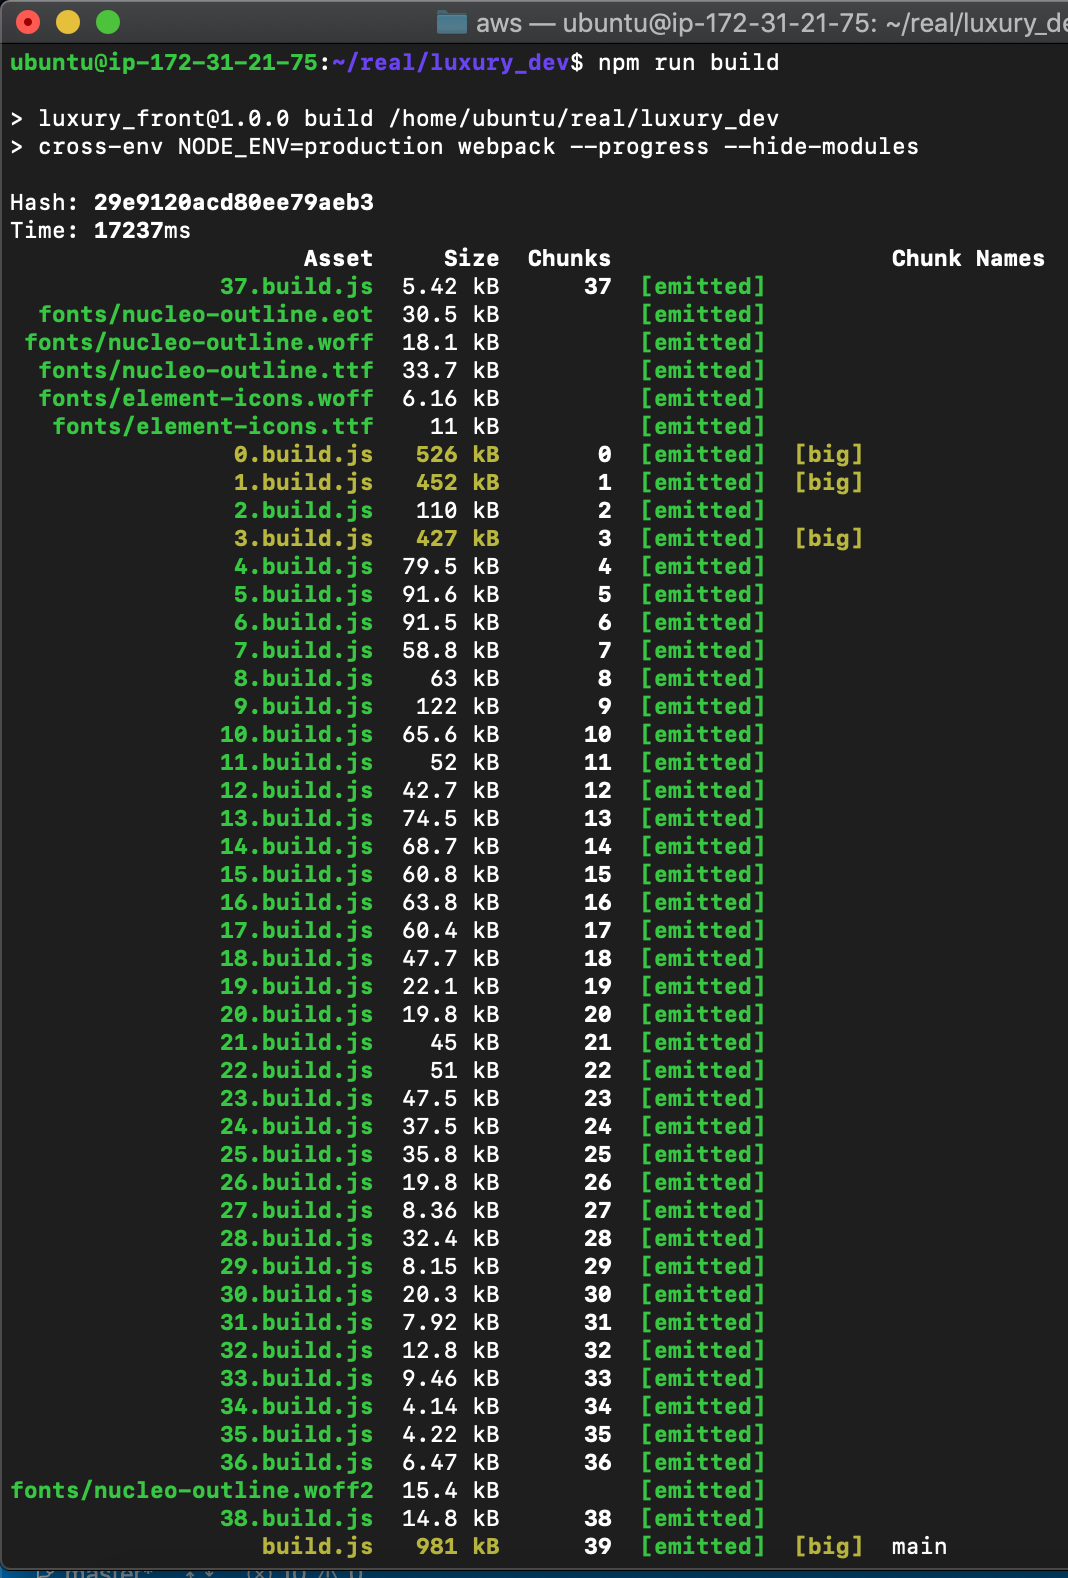 aws — ubuntu@ip-172-31-21-75: ~/real/luxury_de
ubuntu@ip-172-31-21-75:~/real/luxury_dev$ npm run build
> luxury_front@1.0.0 build /home/ubuntu/real/luxury_dev
> cross-env NODE_ENV=production webpack --progress --hide-modules
Hash: 29e9120acd80ee79aeb3
Time: 17237ms
Asset Size Chunks Chunk Names
37.build.js 5.42 kB 37 [emitted]
fonts/nucleo-outline.eot 30.5 kB [emitted]
fonts/nucleo-outline.woff 18.1 kB [emitted]
fonts/nucleo-outline.ttf 33.7 kB [emitted]
fonts/element-icons.woff 6.16 kB [emitted]
fonts/element-icons.ttf 11 kB [emitted]
0.build.js 526 kB 0 [emitted] [big]
1.build.js 452 kB 1 [emitted] [big]
2.build.js 110 kB 2 [emitted]
3.build.js 427 kB 3 [emitted] [big]
4.build.js 79.5 kB 4 [emitted]
5.build.js 91.6 kB 5 [emitted]
6.build.js 91.5 kB 6 [emitted]
7.build.js 58.8 kB 7 [emitted]
8.build.js 63 kB 8 [emitted]
9.build.js 122 kB 9 [emitted]
10.build.js 65.6 kB 10 [emitted]
11.build.js 52 kB 11 [emitted]
12.build.js 42.7 kB 12 [emitted]
13.build.js 74.5 kB 13 [emitted]
14.build.js 68.7 kB 14 [emitted]
15.build.js 60.8 kB 15 [emitted]
16.build.js 63.8 kB 16 [emitted]
17.build.js 60.4 kB 17 [emitted]
18.build.js 47.7 kB 18 [emitted]
19.build.js 22.1 kB 19 [emitted]
20.build.js 19.8 kB 20 [emitted]
21.build.js 45 kB 21 [emitted]
22.build.js 51 kB 22 [emitted]
23.build.js 47.5 kB 23 [emitted]
24.build.js 37.5 kB 24 [emitted]
25.build.js 35.8 kB 25 [emitted]
26.build.js 19.8 kB 26 [emitted]
27.build.js 8.36 kB 27 [emitted]
28.build.js 32.4 kB 28 [emitted]
29.build.js 8.15 kB 29 [emitted]
30.build.js 20.3 kB 30 [emitted]
31.build.js 7.92 kB 31 [emitted]
32.build.js 12.8 kB 32 [emitted]
33.build.js 9.46 kB 33 [emitted]
34.build.js 4.14 kB 34 [emitted]
35.build.js 4.22 kB 35 [emitted]
36.build.js 6.47 kB 36 [emitted]
fonts/nucleo-outline.woff2 15.4 kB [emitted]
38.build.js 14.8 kB 38 [emitted]
build.js 981 kB 39 [emitted] [big] main
master*